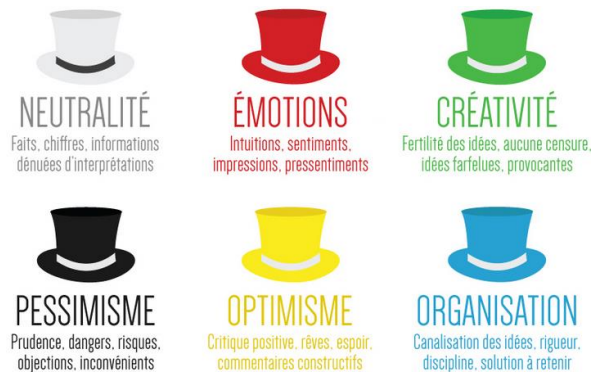 NEUTRALITÉ
Faits, chiffres, informations
dénuées d'interprétations
ÉMOTIONS
Intuitions, sentiments,
impressions, pressentiments
CRÉATIVITÉ
Fertilité des idées, aucune censure,
idées farfelues, provocantes
PESSIMISME
Prudence, dangers, risques,
objections, inconvénients
OPTIMISME
Critique positive, rêves, espoir,
commentaires constructifs
ORGANISATION
Canalisation des idées, rigueur,
discipline, solution à retenir